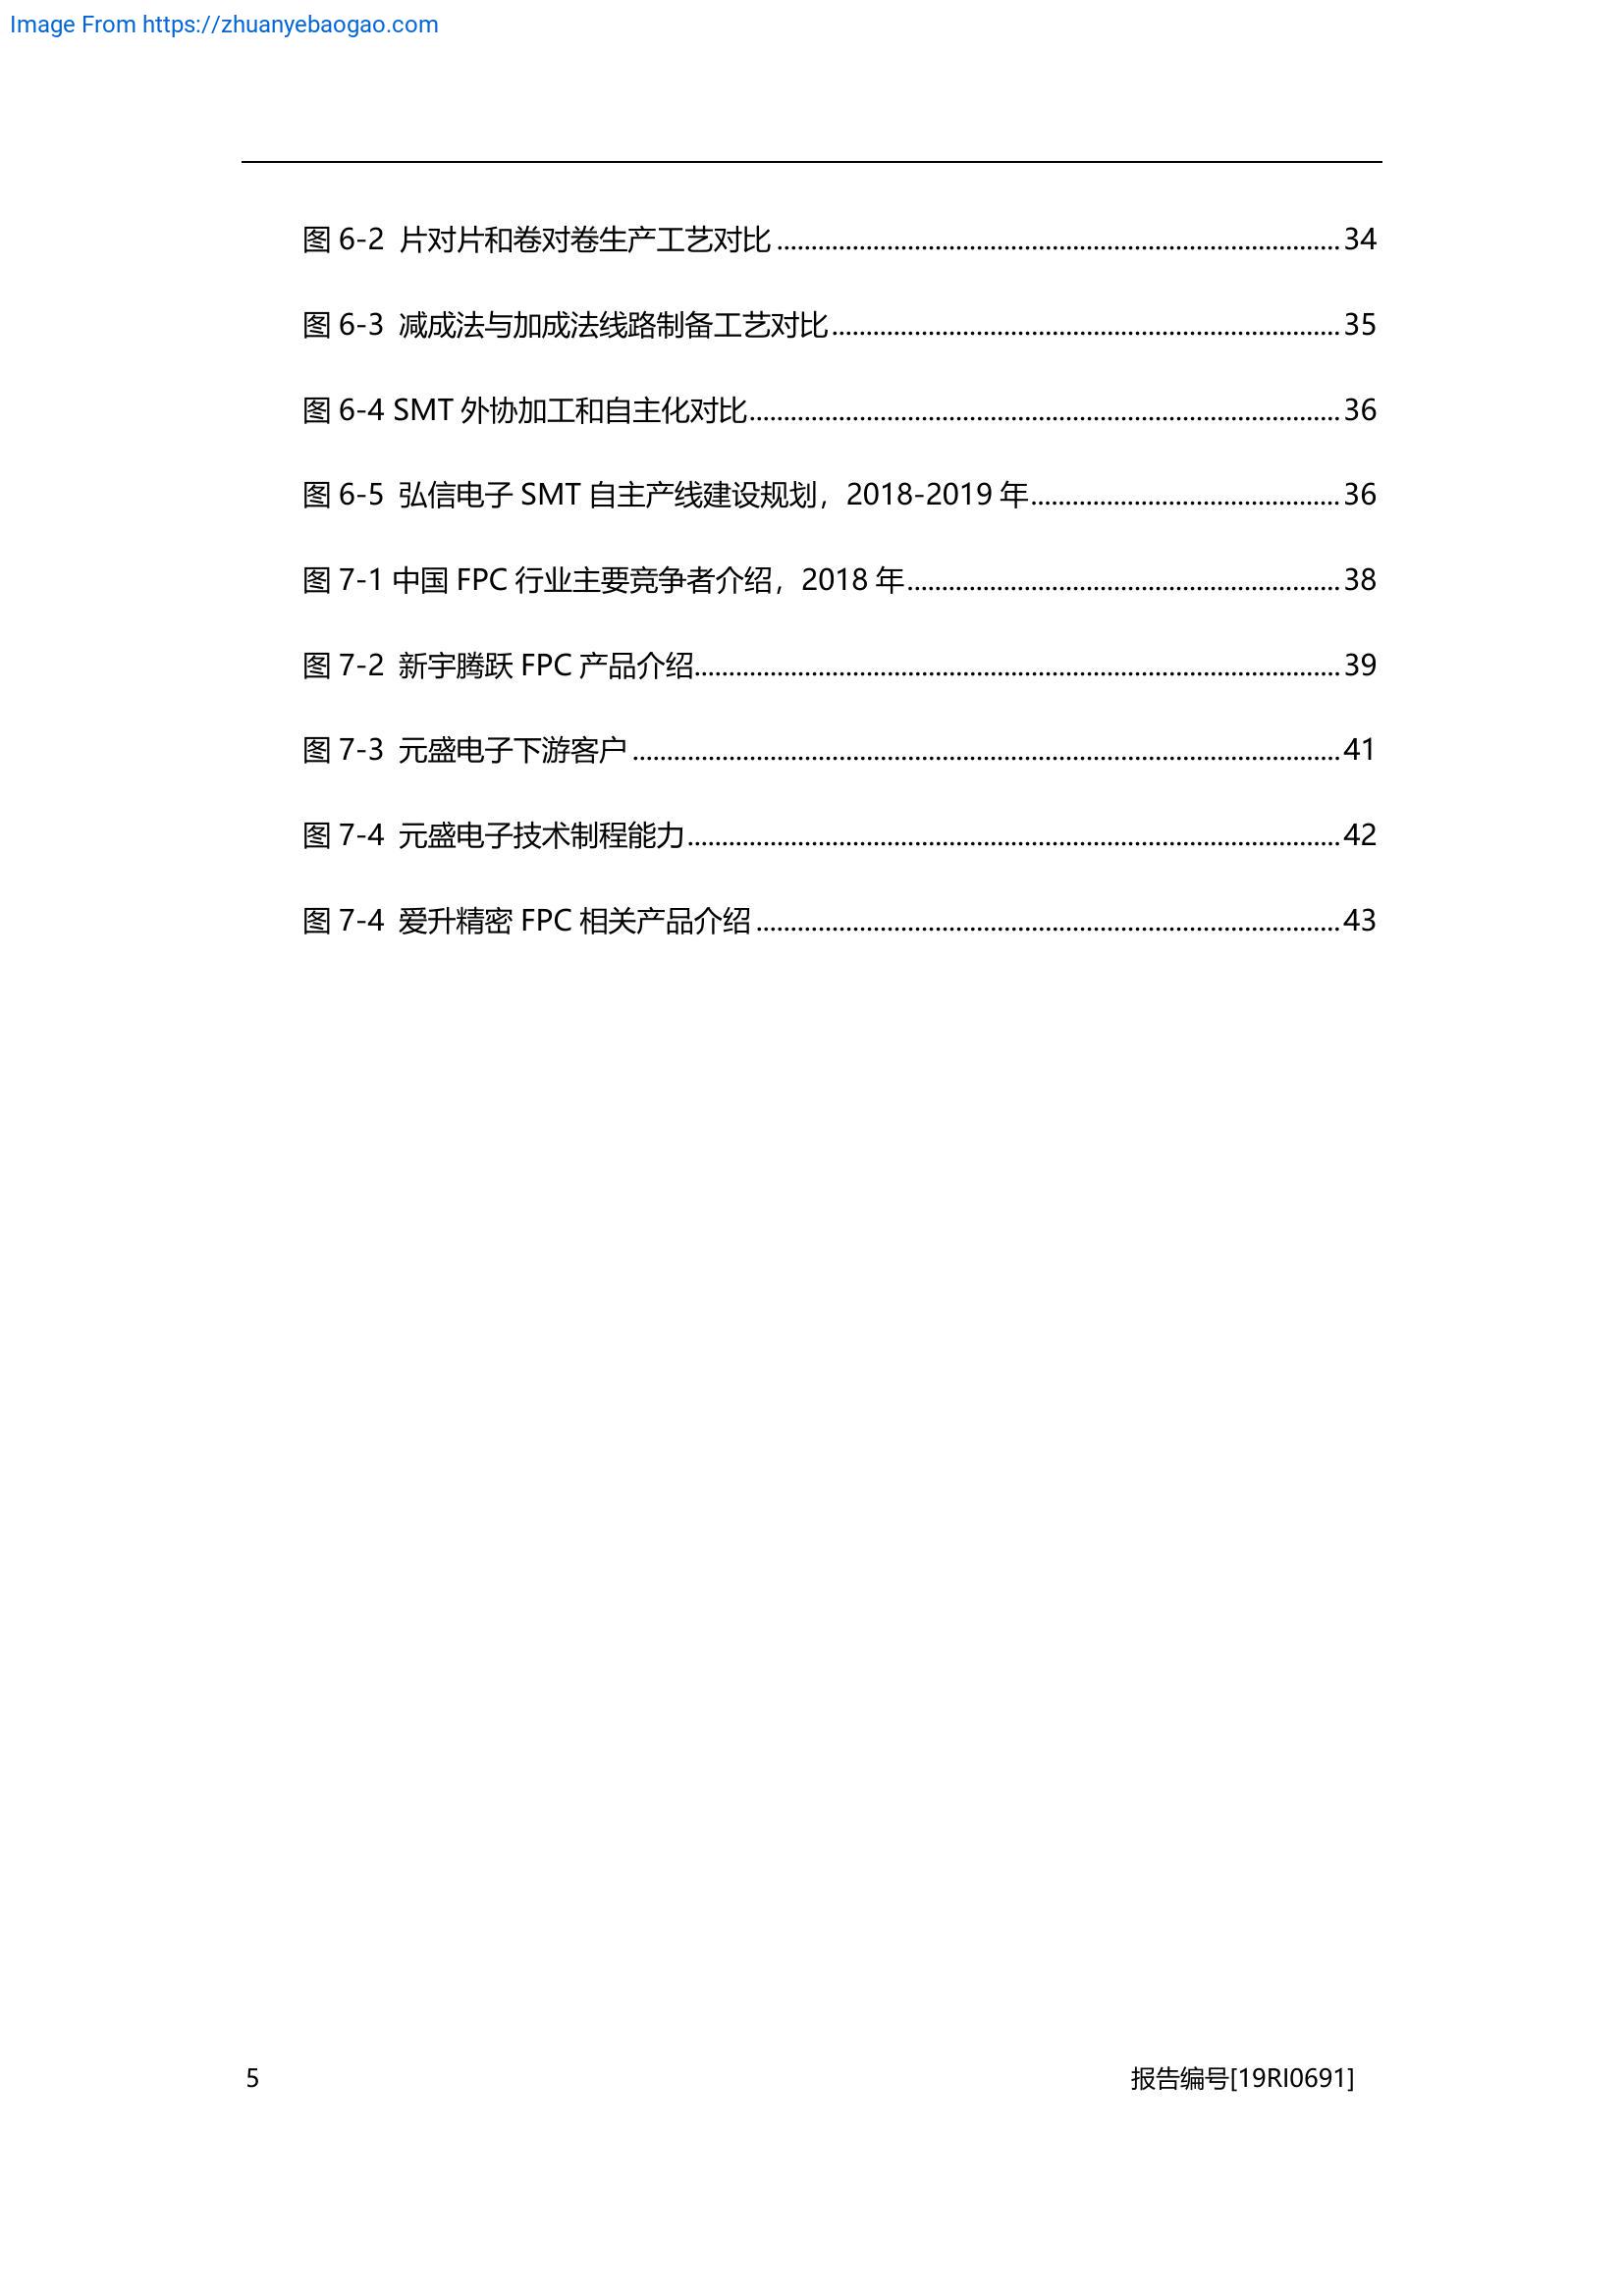 Image From https://zhuanyebaogao.com
图 6-2 片对片和卷对卷生产工艺对比 .......... 34
图 6-3 减成法与加成法线路制备工艺对比 .......... 35
图 6-4 SMT 外协加工和自主化对比 .......... 36
图 6-5 弘信电子 SMT 自主产线建设规划，2018-2019 年 .......... 36
图 7-1 中国 FPC 行业主要竞争者介绍，2018 年 .......... 38
图 7-2 新宇腾跃 FPC 产品介绍 .......... 39
图 7-3 元盛电子下游客户 .......... 41
图 7-4 元盛电子技术制程能力 .......... 42
图 7-4 爱升精密 FPC 相关产品介绍 .......... 43
5 报告编号[19RI0691]